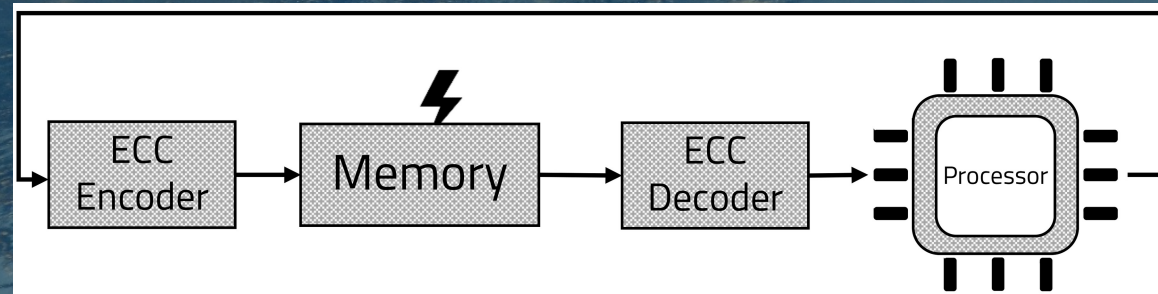 ECC
Encoder
Memory
ECC
Decoder
Processor